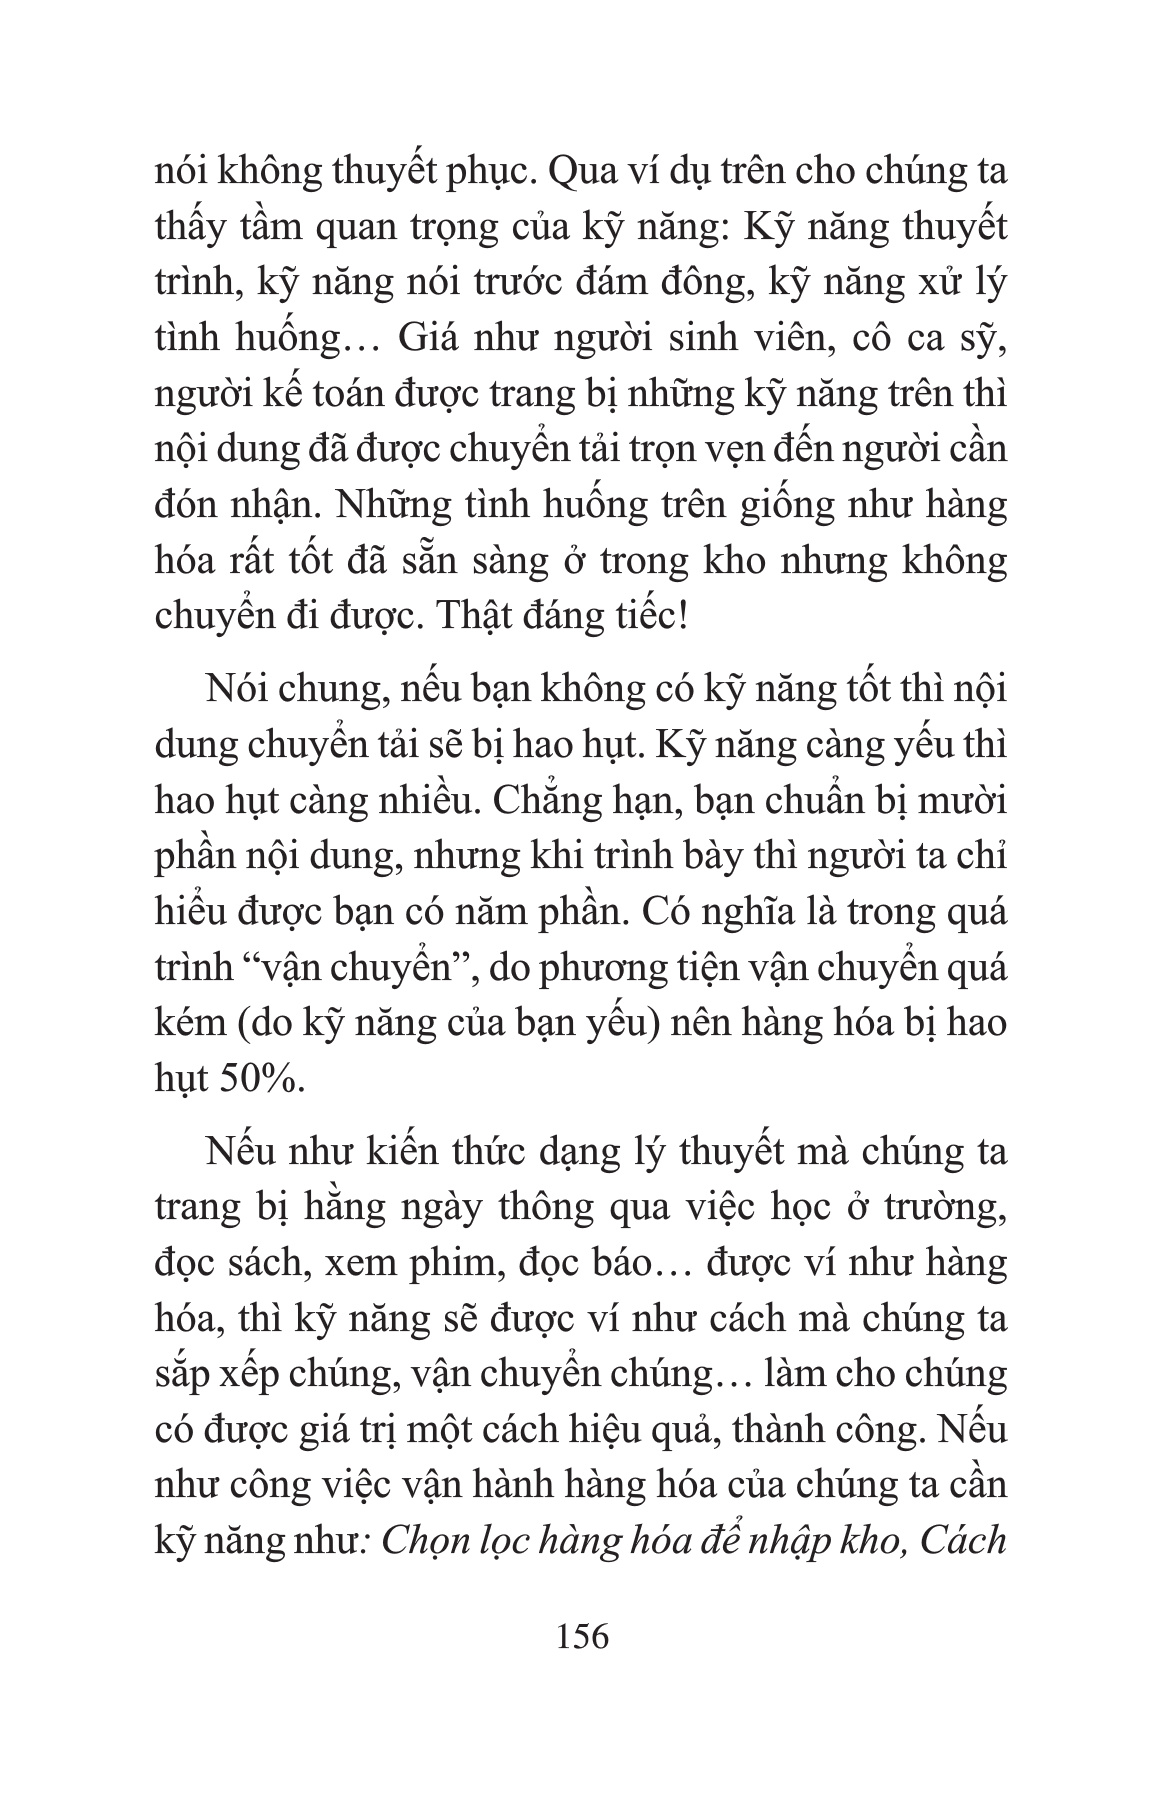 nói không thuyết phục. Qua ví dụ trên cho chúng ta
thấy tầm quan trọng của kỹ năng: Kỹ năng thuyết
trình, kỹ năng nói trước đám đông, kỹ năng xử lý
tình huống… Giá như người sinh viên, cô ca sỹ,
người kế toán được trang bị những kỹ năng trên thì
nội dung đã được chuyển tải trọn vẹn đến người cần
đón nhận. Những tình huống trên giống như hàng
hóa rất tốt đã sẵn sàng ở trong kho nhưng không
chuyển đi được. Thật đáng tiếc!
Nói chung, nếu bạn không có kỹ năng tốt thì nội
dung chuyển tải sẽ bị hao hụt. Kỹ năng càng yếu thì
hao hụt càng nhiều. Chẳng hạn, bạn chuẩn bị mười
phần nội dung, nhưng khi trình bày thì người ta chỉ
hiểu được bạn có năm phần. Có nghĩa là trong quá
trình “vận chuyển”, do phương tiện vận chuyển quá
kém (do kỹ năng của bạn yếu) nên hàng hóa bị hao
hụt 50%.
Nếu như kiến thức dạng lý thuyết mà chúng ta
trang bị hằng ngày thông qua việc học ở trường,
đọc sách, xem phim, đọc báo… được ví như hàng
hóa, thì kỹ năng sẽ được ví như cách mà chúng ta
sắp xếp chúng, vận chuyển chúng… làm cho chúng
có được giá trị một cách hiệu quả, thành công. Nếu
như công việc vận hành hàng hóa của chúng ta cần
kỹ năng như: Chọn lọc hàng hóa để nhập kho, Cách
156